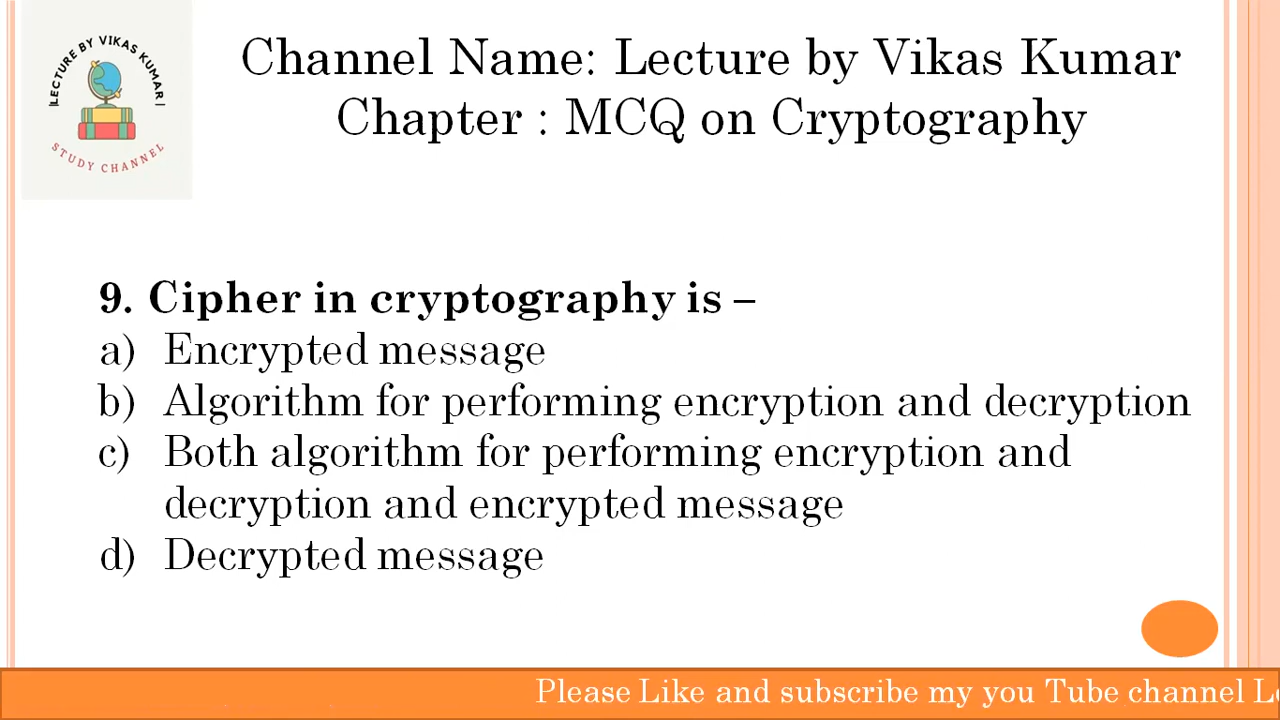 LECTURE BY VIKAS KUMAR
STUDY CHANNEL
Channel Name: Lecture by Vikas Kumar
Chapter : MCQ on Cryptography
9. Cipher in cryptography is –
a) Encrypted message
b) Algorithm for performing encryption and decryption
c) Both algorithm for performing encryption and
decryption and encrypted message
d) Decrypted message
Please Like and subscribe my you Tube channel